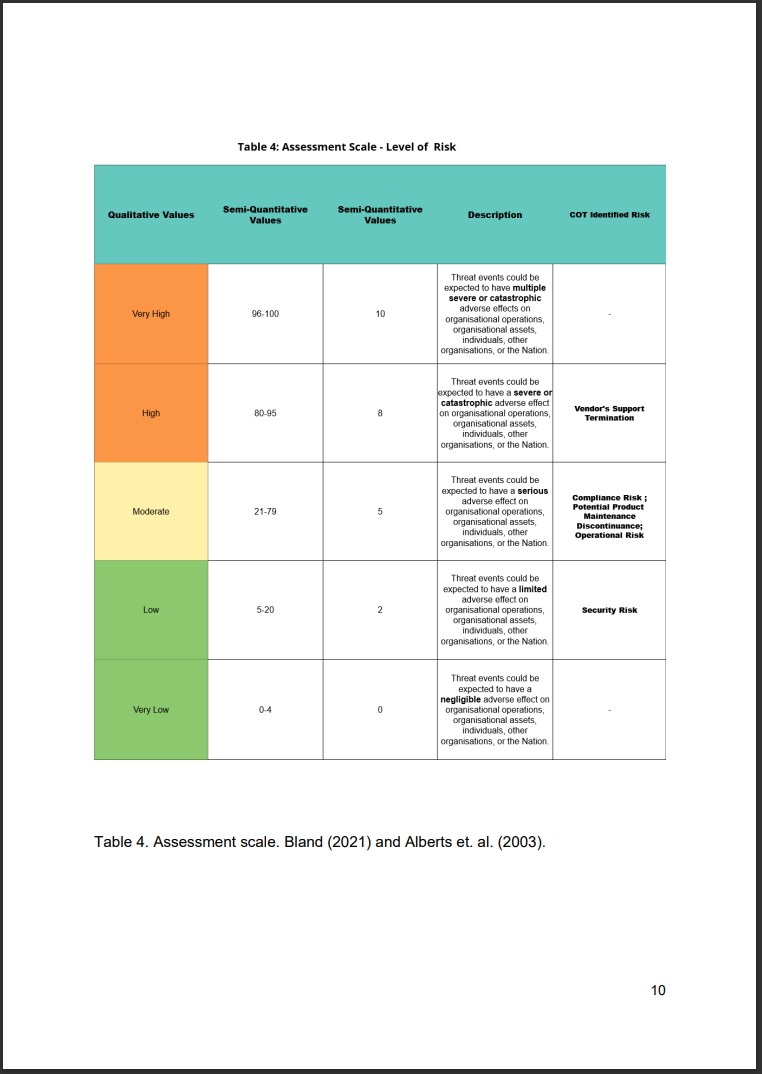 Table 4: Assessment Scale - Level of Risk
Qualitative Values
Semi-Quantitative
Values
Semi-Quantitative
Values
Description
COT Identified Risk
Very High
96-100
10
Threat events could be
expected to have multiple
severe or catastrophic
adverse effects on
organisational operations,
organisational assets,
individuals, other
organisations, or the Nation.
-
High
80-95
8
Threat events could be
expected to have a severe or
catastrophic adverse effect
on organisational operations,
organisational assets,
individuals, other
organisations, or the Nation.
Vendor's Support
Termination
Moderate
21-79
5
Threat events could be
expected to have a serious
adverse effect on
organisational operations,
organisational assets,
individuals, other
organisations, or the Nation.
Compliance Risk ;
Potential Product
Maintenance
Discontinuance;
Operational Risk
Low
5-20
2
Threat events could be
expected to have a limited
adverse effect on
organisational operations,
organisational assets,
individuals, other
organisations, or the Nation.
Security Risk
Very Low
0-4
0
Threat events could be
expected to have a
negligible adverse effect on
organisational operations,
organisational assets,
individuals, other
organisations, or the Nation.
-
Table 4. Assessment scale. Bland (2021) and Alberts et. al. (2003).
10